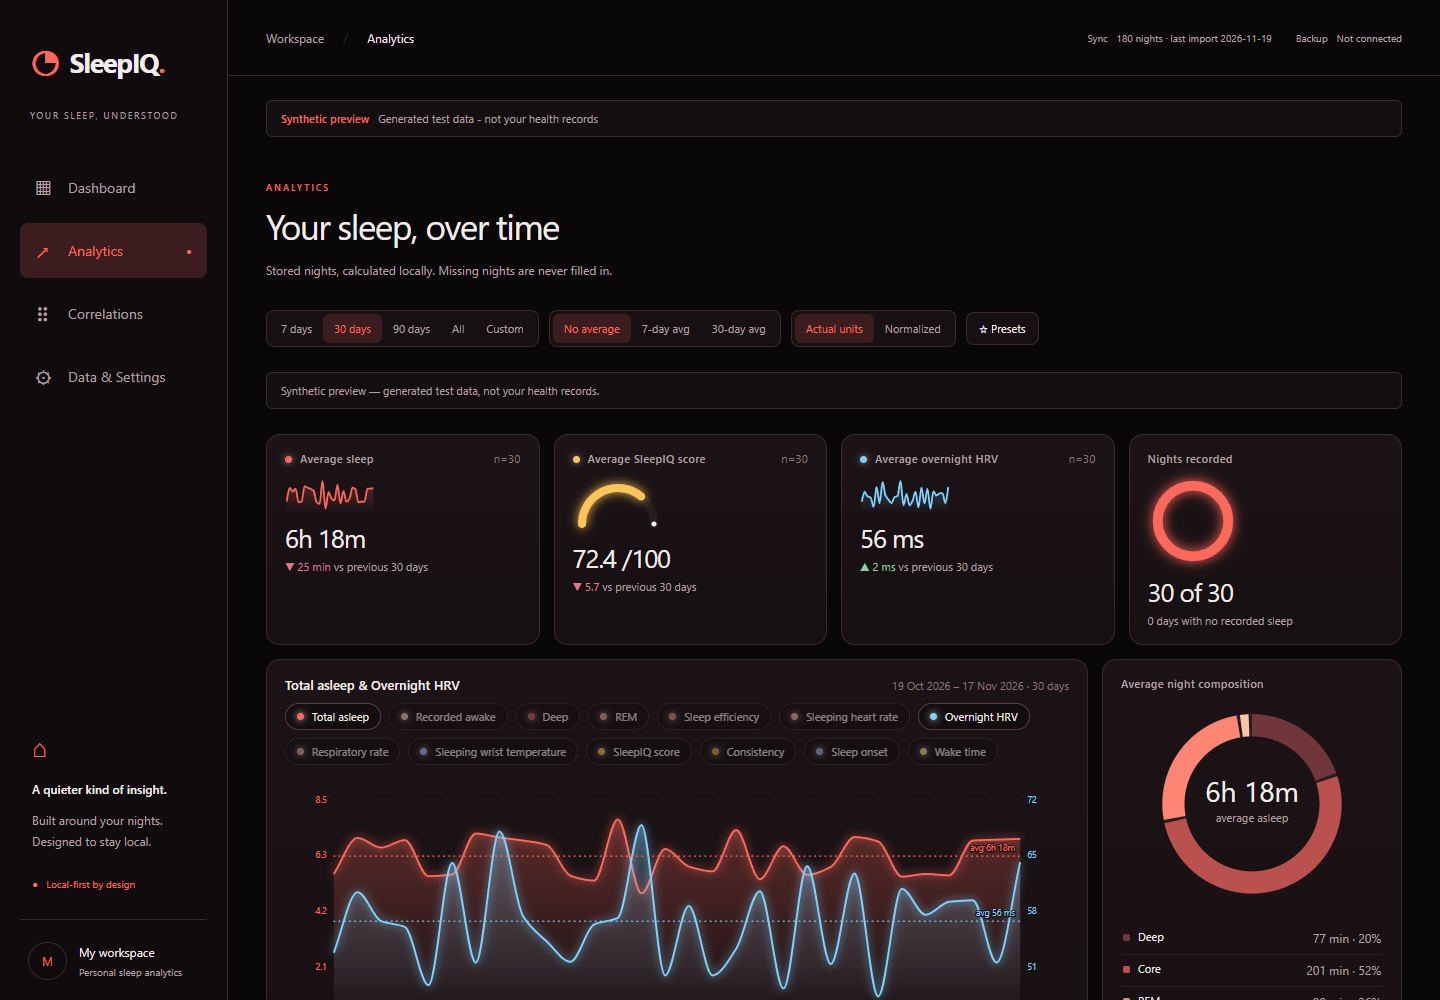 SleepIQ.
YOUR SLEEP, UNDERSTOOD
Dashboard
Analytics
Correlations
Data & Settings
A quieter kind of insight.
Built around your nights.
Designed to stay local.
Local-first by design
M
My workspace
Personal sleep analytics
Workspace / Analytics
Sync 180 nights · last import 2026-11-19 Backup Not connected
Synthetic preview Generated test data - not your health records
ANALYTICS
Your sleep, over time
Stored nights, calculated locally. Missing nights are never filled in.
7 days 30 days 90 days All Custom No average 7-day avg 30-day avg Actual units Normalized ☆ Presets
Synthetic preview — generated test data, not your health records.
Average sleep n=30
6h 18m
▼ 25 min vs previous 30 days
Average SleepIQ score n=30
72.4 /100
▼ 5.7 vs previous 30 days
Average overnight HRV n=30
56 ms
▲ 2 ms vs previous 30 days
Nights recorded
30 of 30
0 days with no recorded sleep
Total asleep & Overnight HRV 19 Oct 2026 – 17 Nov 2026 · 30 days
Total asleep Recorded awake Deep REM Sleep efficiency Sleeping heart rate Overnight HRV
Respiratory rate Sleeping wrist temperature SleepIQ score Consistency Sleep onset Wake time
8.5 72
avg 6h 18m
6.3 65
4.2 avg 56 ms 58
2.1 51
Average night composition
6h 18m
average asleep
Deep 77 min · 20%
Core 201 min · 52%